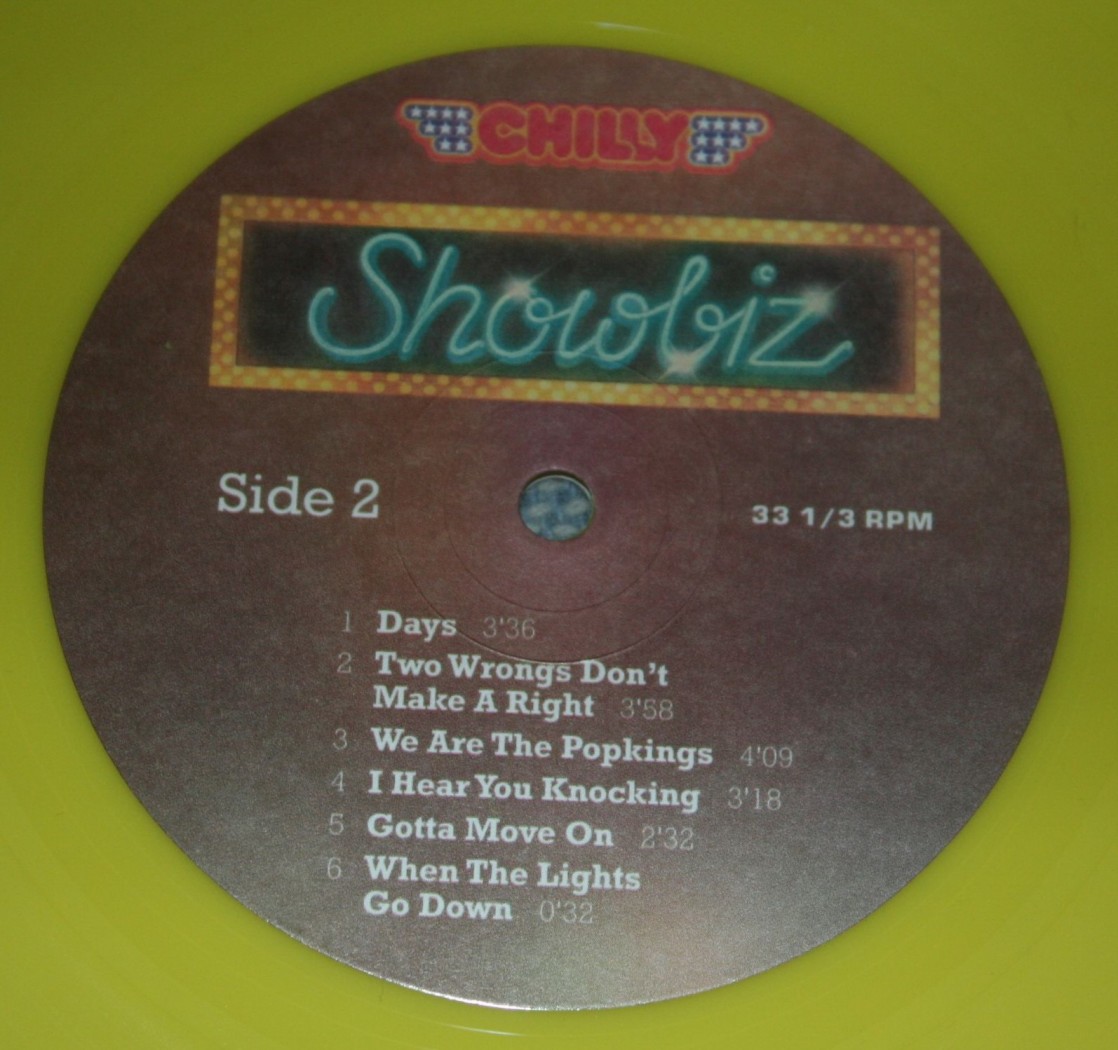 CHILLY
Showbiz
Side 2
33 1/3 RPM
1 Days 3'36
2 Two Wrongs Don't
Make A Right 3'58
3 We Are The Popkings 4'09
4 I Hear You Knocking 3'18
5 Gotta Move On 2'32
6 When The Lights
Go Down 0'32